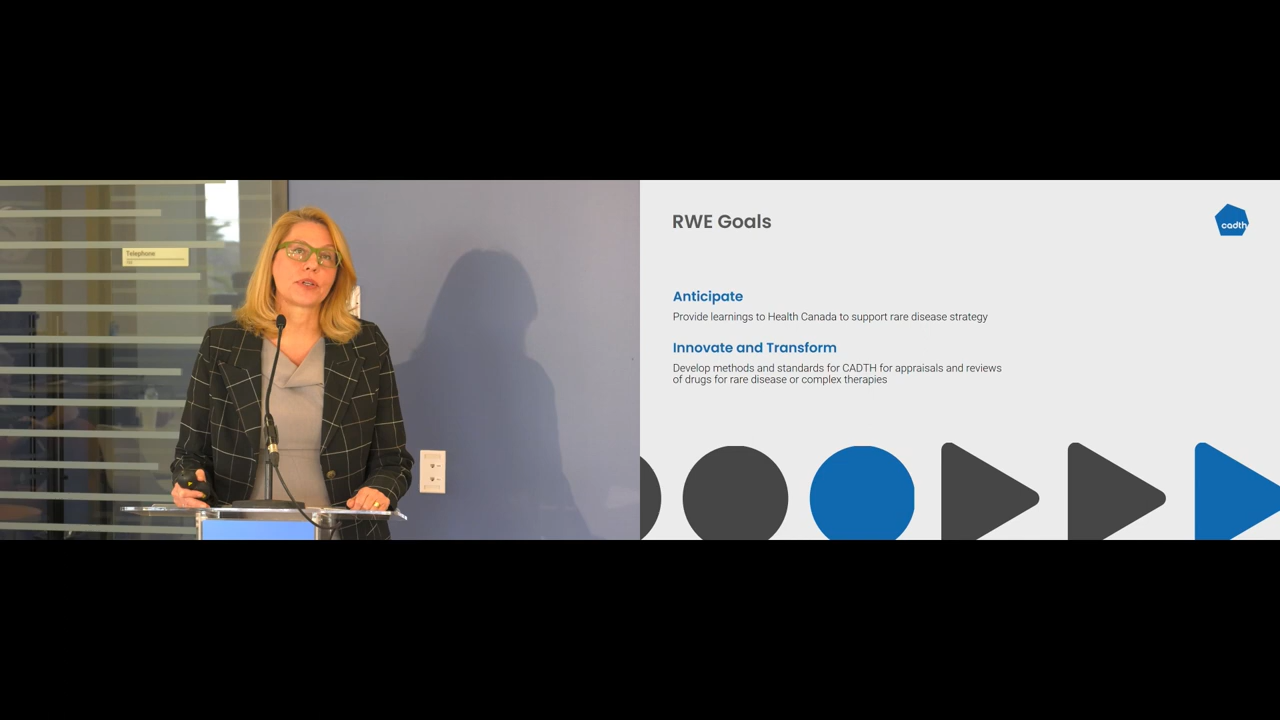 Telephone
RWE Goals
cadth
Anticipate
Provide learnings to Health Canada to support rare disease strategy
Innovate and Transform
Develop methods and standards for CADTH for appraisals and reviews
of drugs for rare disease or complex therapies